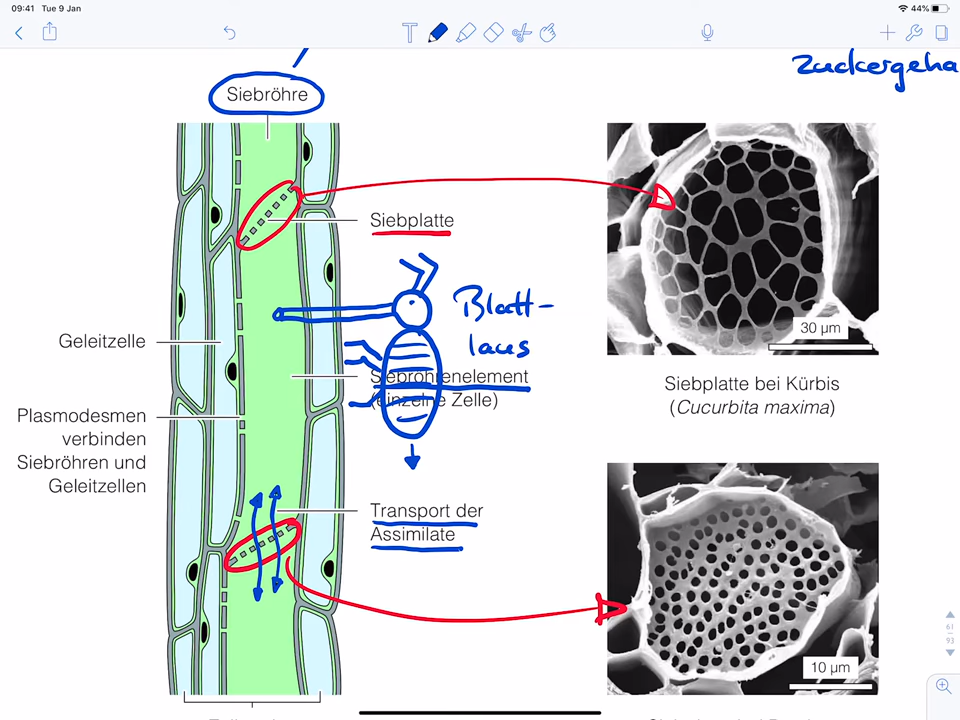 09:41 Tue 9 Jan
44%
T
Zuckergeha
Siebröhre
Siebplatte
Blatt-
laus
Geleitzelle
Siebröhrenelement
(einzelne Zelle)
Plasmodesmen
verbinden
Siebröhren und
Geleitzellen
Transport der
Assimilate
30 µm
Siebplatte bei Kürbis
(Cucurbita maxima)
10 µm
61
93